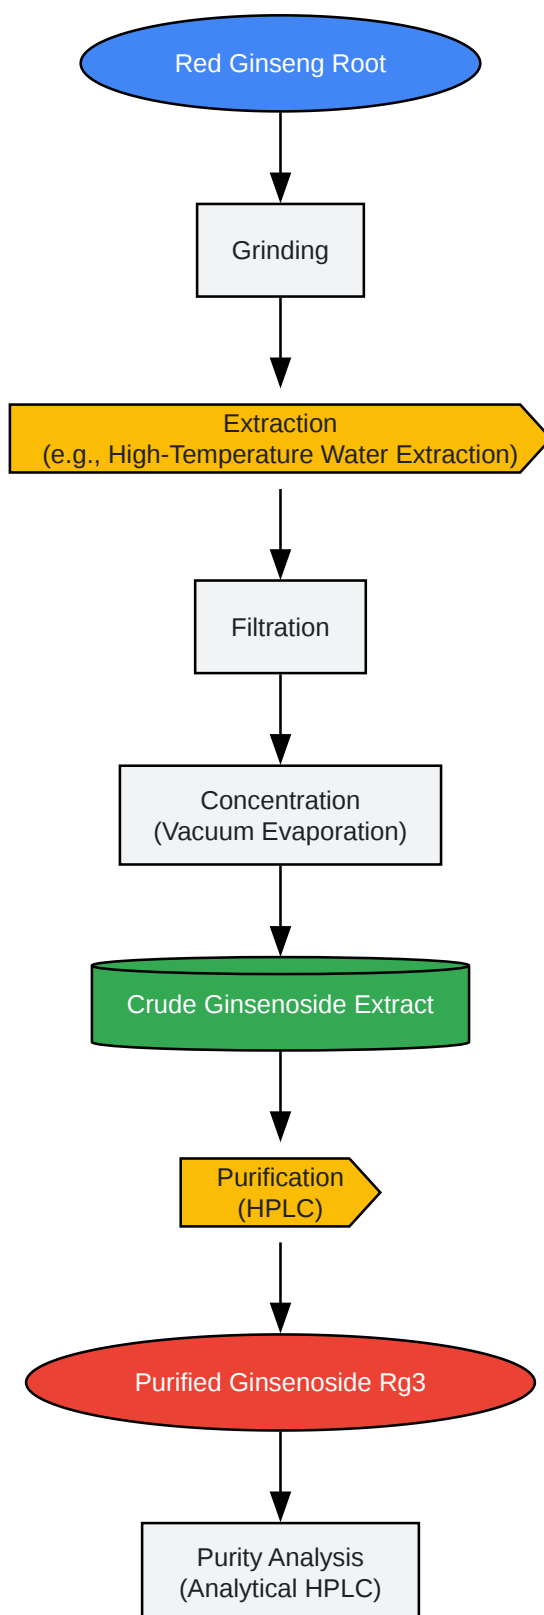 Red Ginseng Root
Grinding
Extraction
(e.g., High-Temperature Water Extraction)
Filtration
Concentration
(Vacuum Evaporation)
Crude Ginsenoside Extract
Purification
(HPLC)
Purified Ginsenoside Rg3
Purity Analysis
(Analytical HPLC)